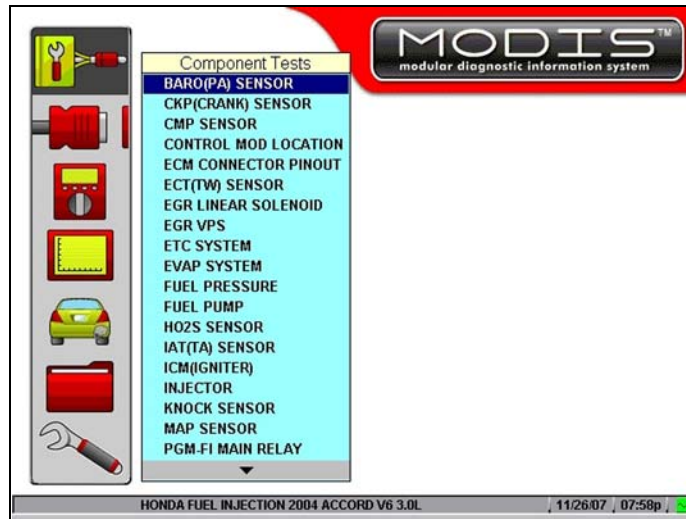 MODIS™
modular diagnostic information system
Component Tests
BARO(PA) SENSOR
CKP(CRANK) SENSOR
CMP SENSOR
CONTROL MOD LOCATION
ECM CONNECTOR PINOUT
ECT(TW) SENSOR
EGR LINEAR SOLENOID
EGR VPS
ETC SYSTEM
EVAP SYSTEM
FUEL PRESSURE
FUEL PUMP
HO2S SENSOR
IAT(TA) SENSOR
ICM(IGNITER)
INJECTOR
KNOCK SENSOR
MAP SENSOR
PGM-FI MAIN RELAY
HONDA FUEL INJECTION 2004 ACCORD V6 3.0L
11/26/07
07:58p